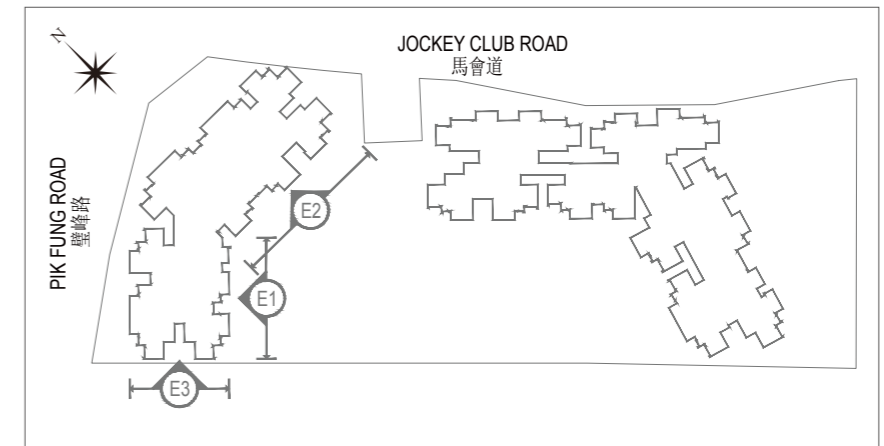 N
JOCKEY CLUB ROAD
馬會道
PIK FUNG ROAD
璧峰路
E2
E1
E3